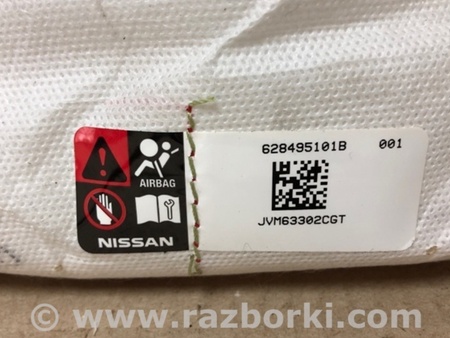 628495101B 001
AIRBAG
JVM63302CGT
NISSAN
© www.razborki.com